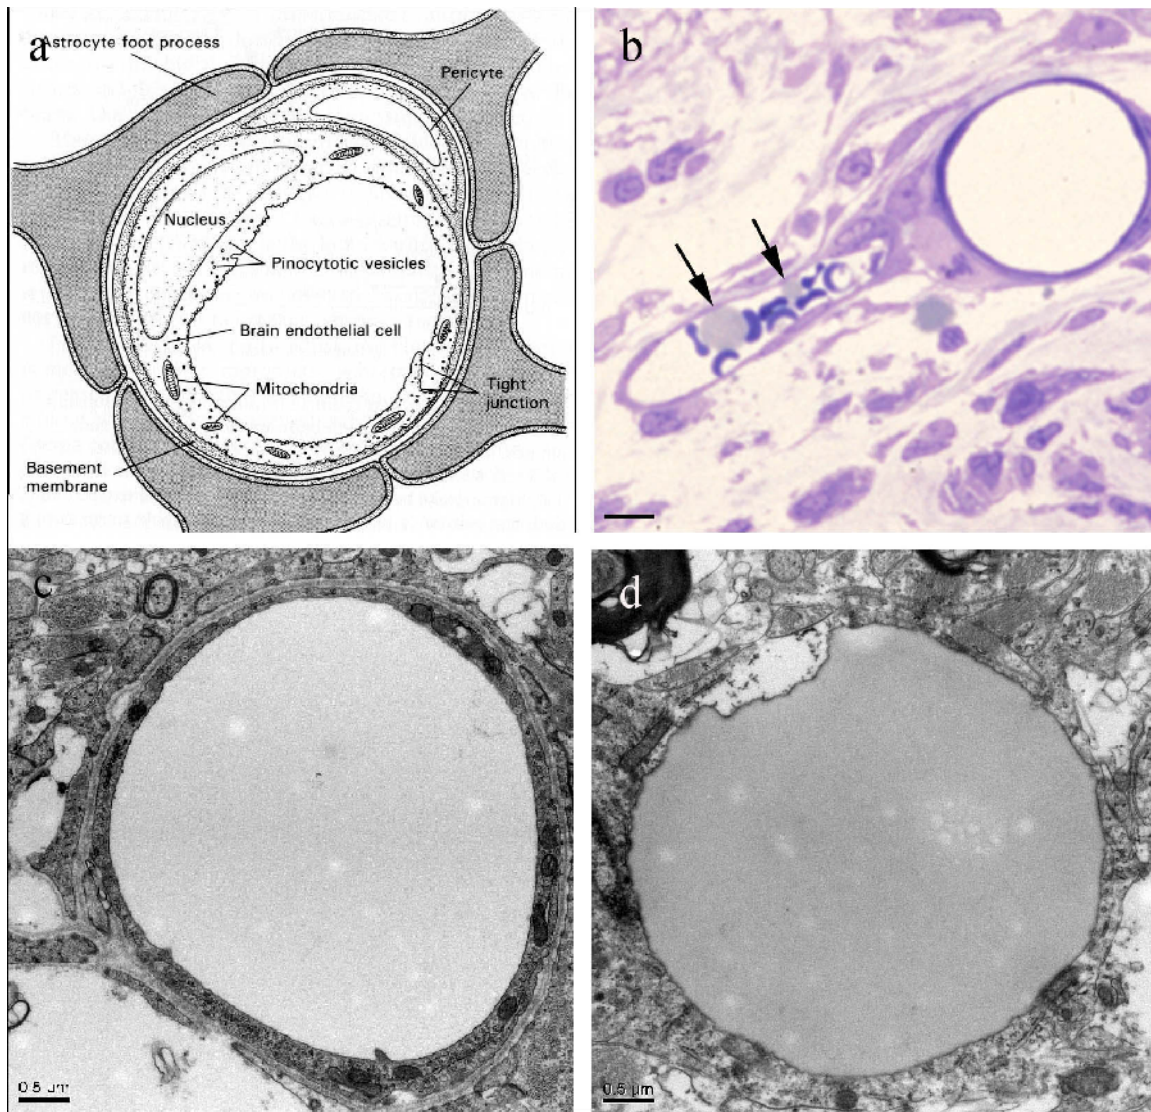 a
Astrocyte foot process
Pericyte
Nucleus
Pinocytotic vesicles
Brain endothelial cell
Mitochondria
Tight
junction
Basement
membrane
b
c
0.5 μm
d
0.5 μm